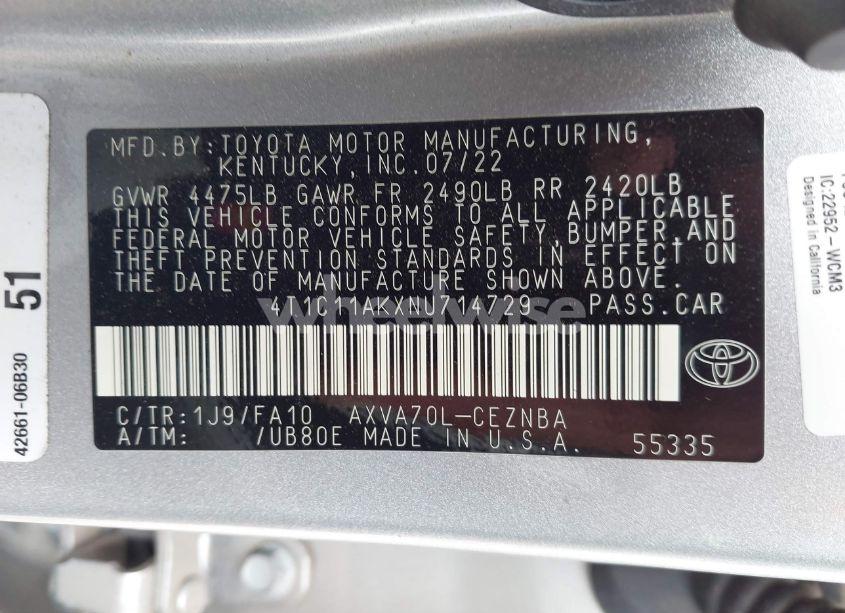 MFD.BY:TOYOTA MOTOR MANUFACTURING,
KENTUCKY, INC.07/22
GVWR 4475LB GAWR FR 2490LB RR 2420LB
THIS VEHICLE CONFORMS TO ALL APPLICABLE
FEDERAL MOTOR VEHICLE SAFETY,BUMPER,AND
THEFT PREVENTION STANDARDS IN EFFECT ON
THE DATE OF MANUFACTURE SHOWN ABOVE.
4T1C11AKXNU714729 PASS.CAR
wheelwise
C/TR:1J9/FA10 AXVA70L-CEZNBA
A/TM: /UB80E MADE IN U.S.A. 55335
51
42661-06B30
IC:22952-WCM3
Designed in California